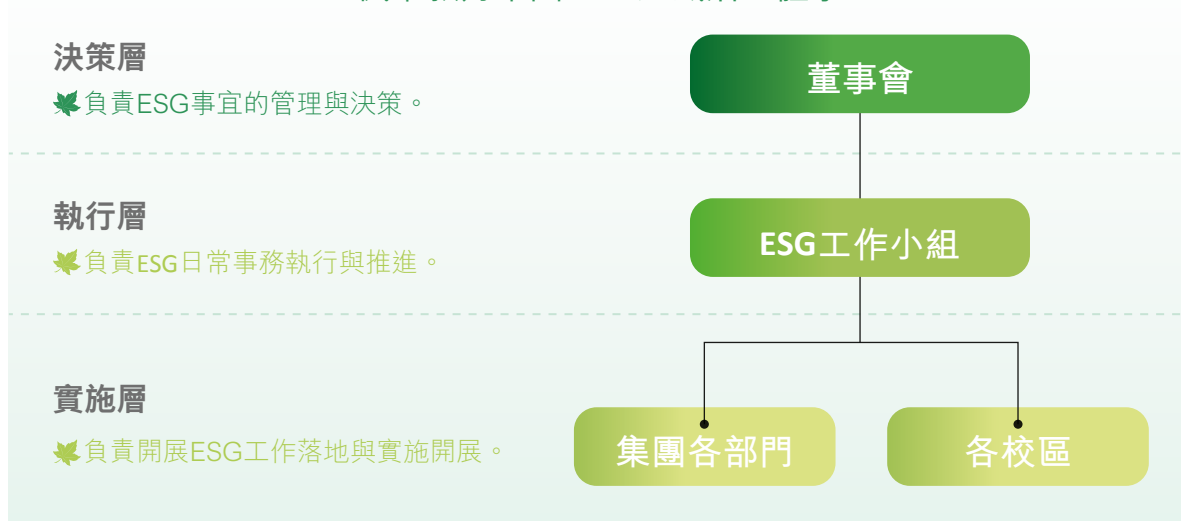 決策層
負責ESG事宜的管理與決策。
董事會
執行層
負責ESG日常事務執行與推進。
ESG工作小組
實施層
負責開展ESG工作落地與實施開展。
集團各部門
各校區